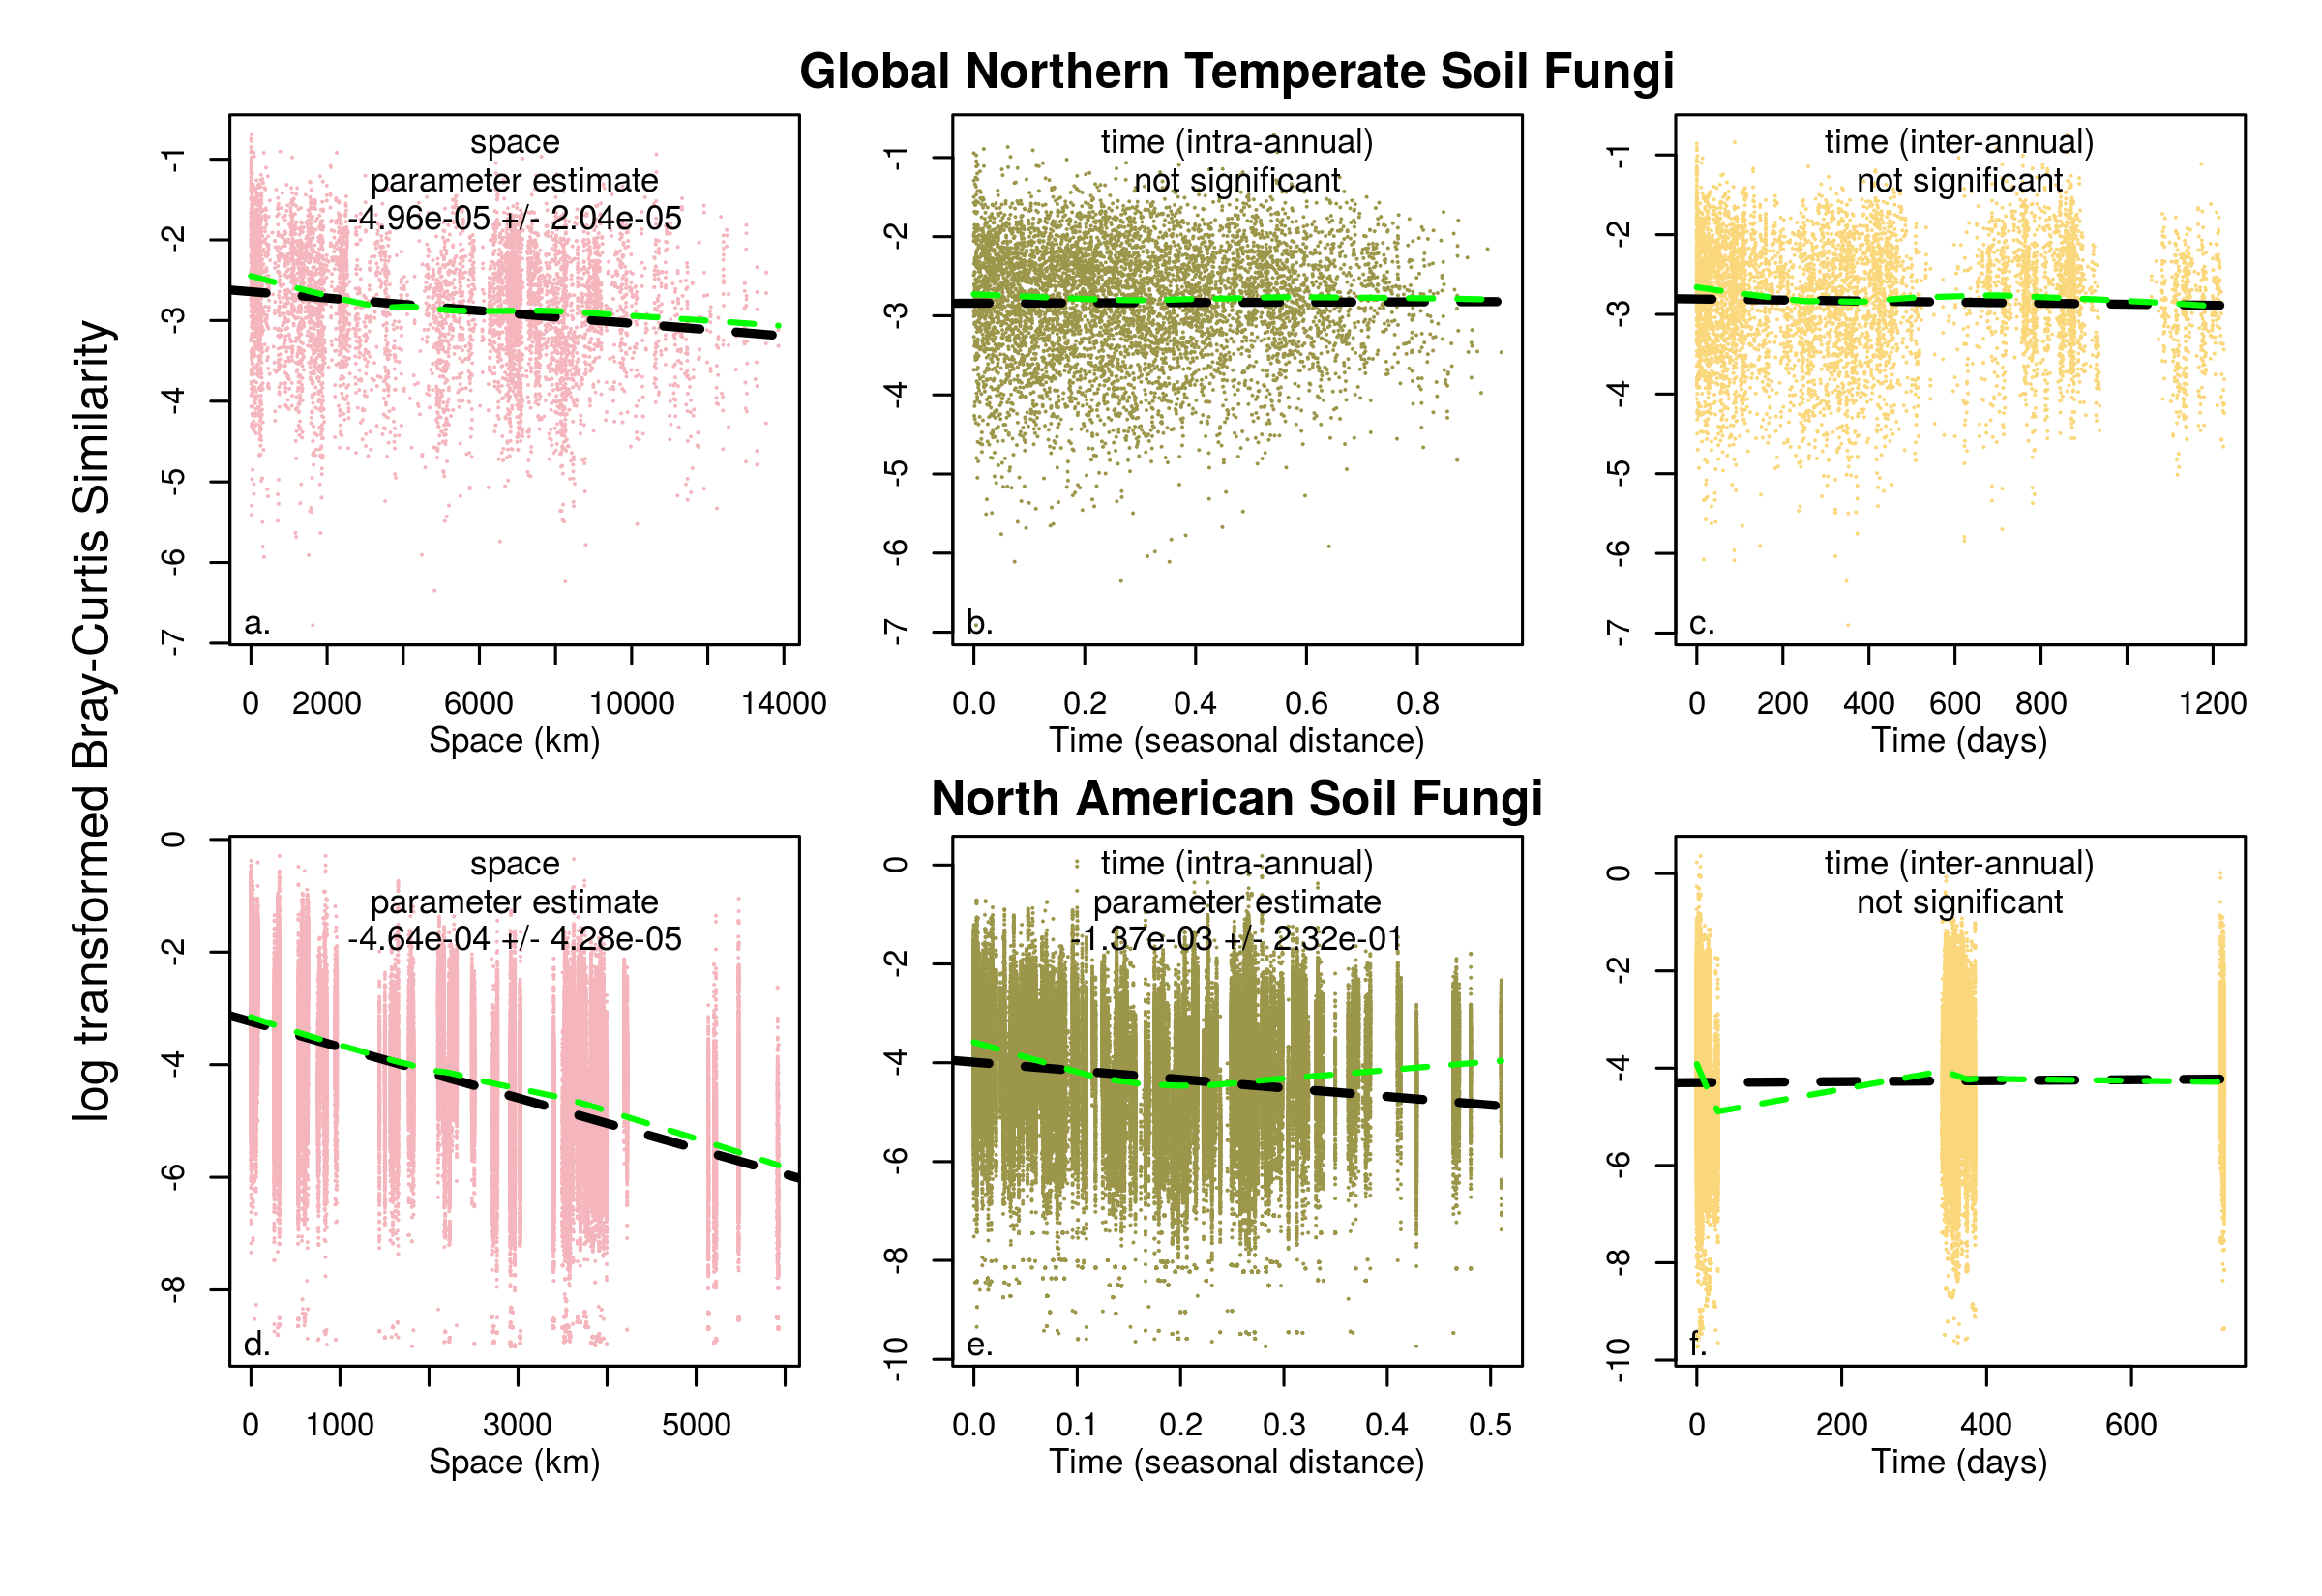 Global Northern Temperate Soil Fungi
log transformed Bray-Curtis Similarity
space
parameter estimate
-4.96e-05 +/- 2.04e-05
-1
-2
-3
-4
-5
-6
-7
a.
0 2000 6000 10000 14000
Space (km)
time (intra-annual)
not significant
-1
-2
-3
-4
-5
-6
-7
b.
0.0 0.2 0.4 0.6 0.8
Time (seasonal distance)
time (inter-annual)
not significant
-1
-2
-3
-4
-5
-6
-7
c.
0 200 400 600 800 1200
Time (days)
North American Soil Fungi
space
parameter estimate
-4.64e-04 +/- 4.28e-05
0
-2
-4
-6
-8
d.
0 1000 3000 5000
Space (km)
time (intra-annual)
parameter estimate
-1.37e-03 +/- 2.32e-01
0
-2
-4
-6
-8
-10
e.
0.0 0.1 0.2 0.3 0.4 0.5
Time (seasonal distance)
time (inter-annual)
not significant
0
-2
-4
-6
-8
-10
f.
0 200 400 600
Time (days)